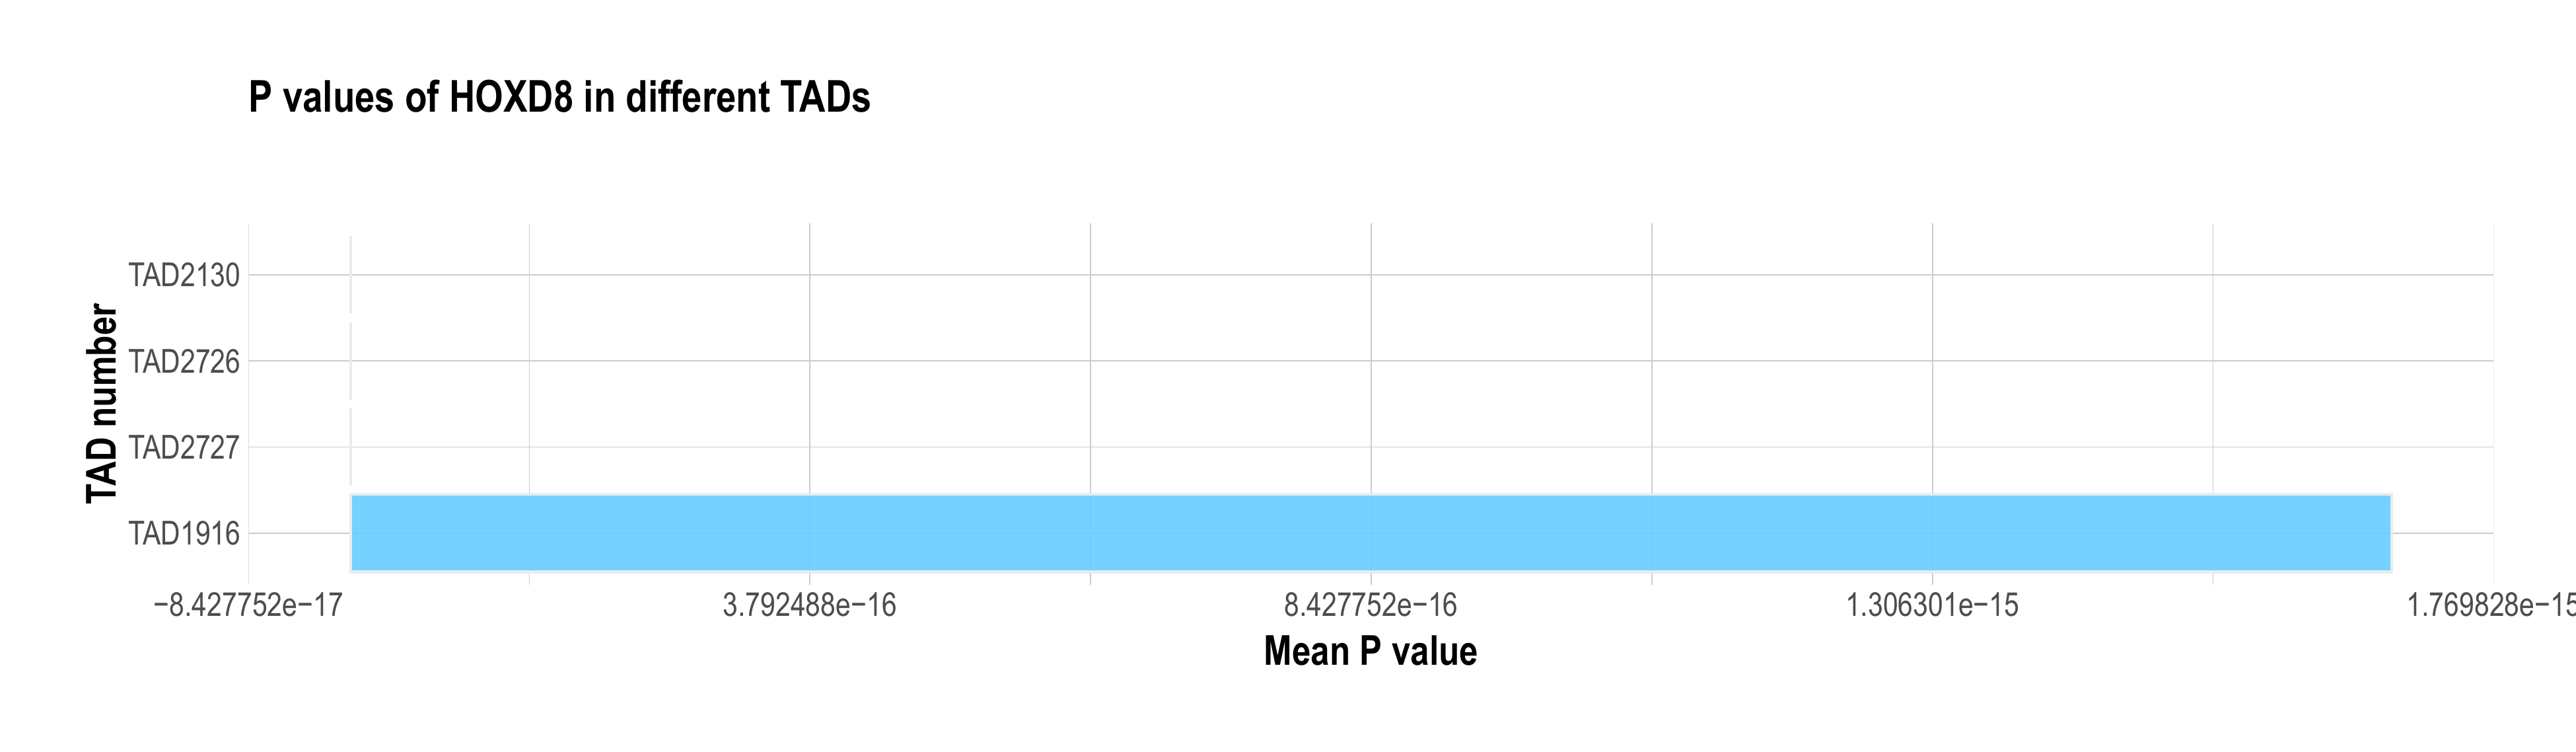 P values of HOXD8 in different TADs
TAD number
TAD2130
TAD2726
TAD2727
TAD1916
−8.427752e−17 3.792488e−16 8.427752e−16 1.306301e−15 1.769828e−15
Mean P value